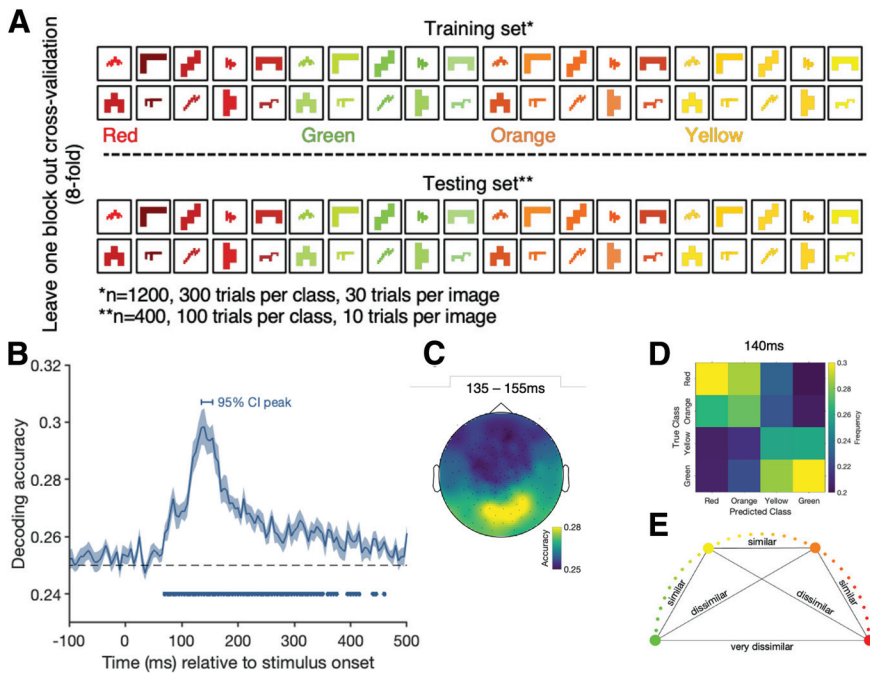 A
Training set*
Leave one block out cross-validation
(8-fold)
Red
Green
Orange
Yellow
Testing set**
*n=1200, 300 trials per class, 30 trials per image
**n=400, 100 trials per class, 10 trials per image
B
0.32
0.3
0.28
0.26
0.24
Decoding accuracy
95% CI peak
-100
0
100
200
300
400
500
Time (ms) relative to stimulus onset
C
135 – 155ms
0.28
0.25
Accuracy
D
140ms
True Class
Red
Orange
Yellow
Green
Red
Orange
Yellow
Green
Predicted Class
0.3
0.28
0.26
0.24
0.22
0.2
Frequency
E
similar
similar
similar
dissimilar
dissimilar
very dissimilar